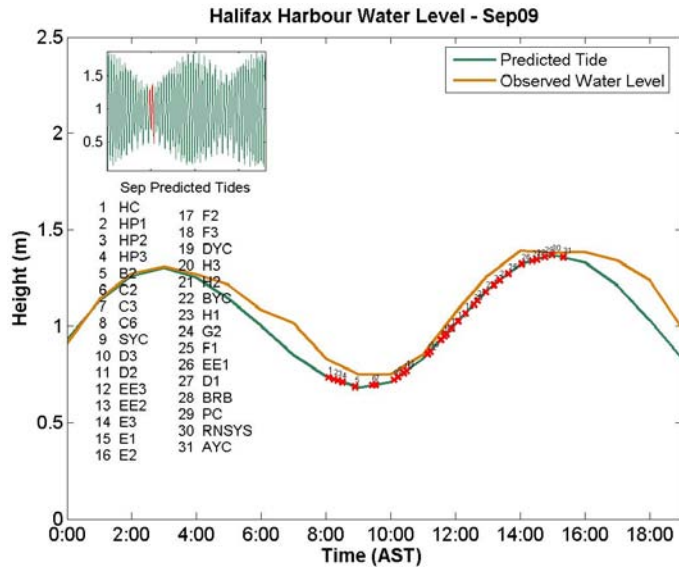 Halifax Harbour Water Level - Sep09
2.5
2
1.5
1
0.5
0
Height (m)
Predicted Tide
Observed Water Level
1.5
1
0.5
Sep Predicted Tides
1 HC
2 HP1
3 HP2
4 HP3
5 B2
6 C2
7 C3
8 C6
9 SYC
10 D3
11 D2
12 EE3
13 EE2
14 E3
15 E1
16 E2
17 F2
18 F3
19 DYC
20 H3
21 H2
22 BYC
23 H1
24 G2
25 F1
26 EE1
27 D1
28 BRB
29 PC
30 RNSYS
31 AYC
0:00 2:00 4:00 6:00 8:00 10:00 12:00 14:00 16:00 18:00
Time (AST)